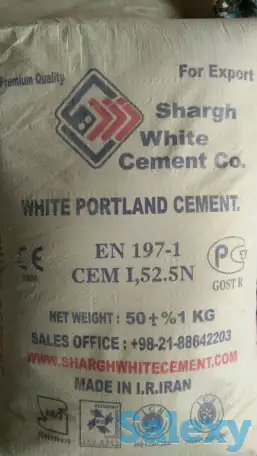 Premium Quality
For Export
Shargh
White
Cement Co.
WHITE PORTLAND CEMENT.
EN 197-1
CEM I,52.5N
GOST R
NET WEIGHT : 50 ± %1 KG
SALES OFFICE : +98-21-88642203
WWW.SHARGHWHITECEMENT.COM
MADE IN I.R.IRAN
Salexy